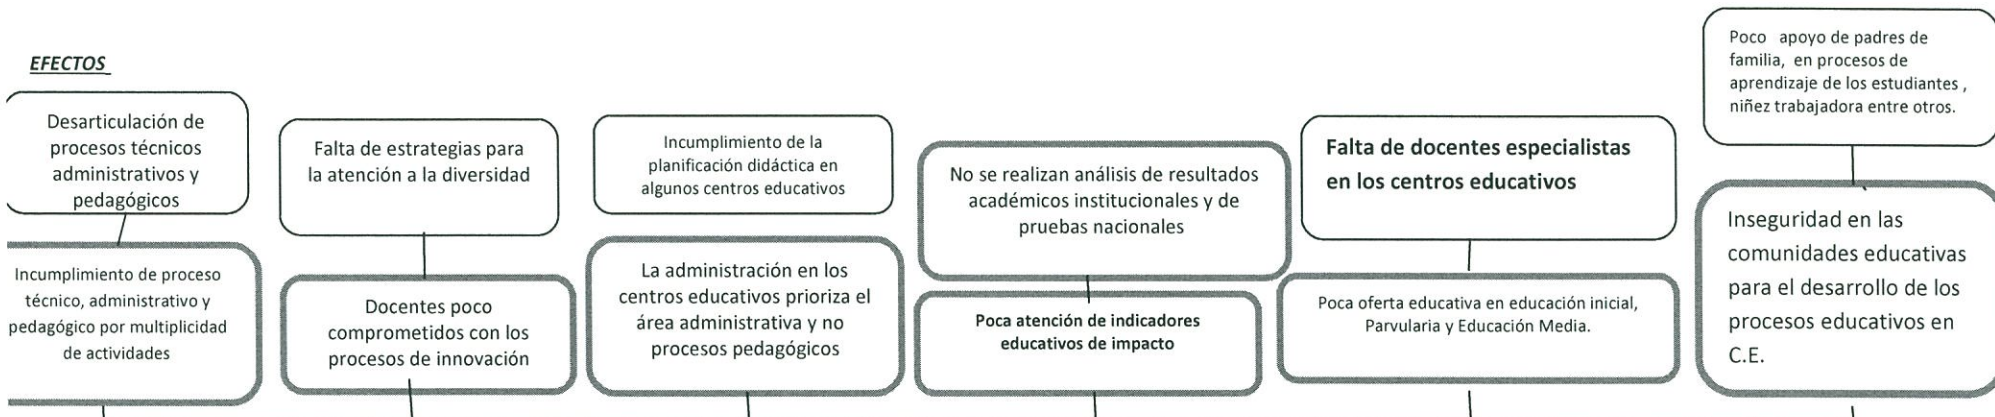 EFECTOS
Desarticulación de
procesos técnicos
administrativos y
pedagógicos
Incumplimiento de proceso
técnico, administrativo y
pedagógico por multiplicidad
de actividades
Falta de estrategias para
la atención a la diversidad
Docentes poco
comprometidos con los
procesos de innovación
Incumplimiento de la
planificación didáctica en
algunos centros educativos
La administración en los
centros educativos prioriza el
área administrativa y no
procesos pedagógicos
No se realizan análisis de resultados
académicos institucionales y de
pruebas nacionales
Poca atención de indicadores
educativos de impacto
Falta de docentes especialistas
en los centros educativos
Poca oferta educativa en educación inicial,
Parvularia y Educación Media.
Poco apoyo de padres de
familia, en procesos de
aprendizaje de los estudiantes ,
niñez trabajadora entre otros.
Inseguridad en las
comunidades educativas
para el desarrollo de los
procesos educativos en
C.E.